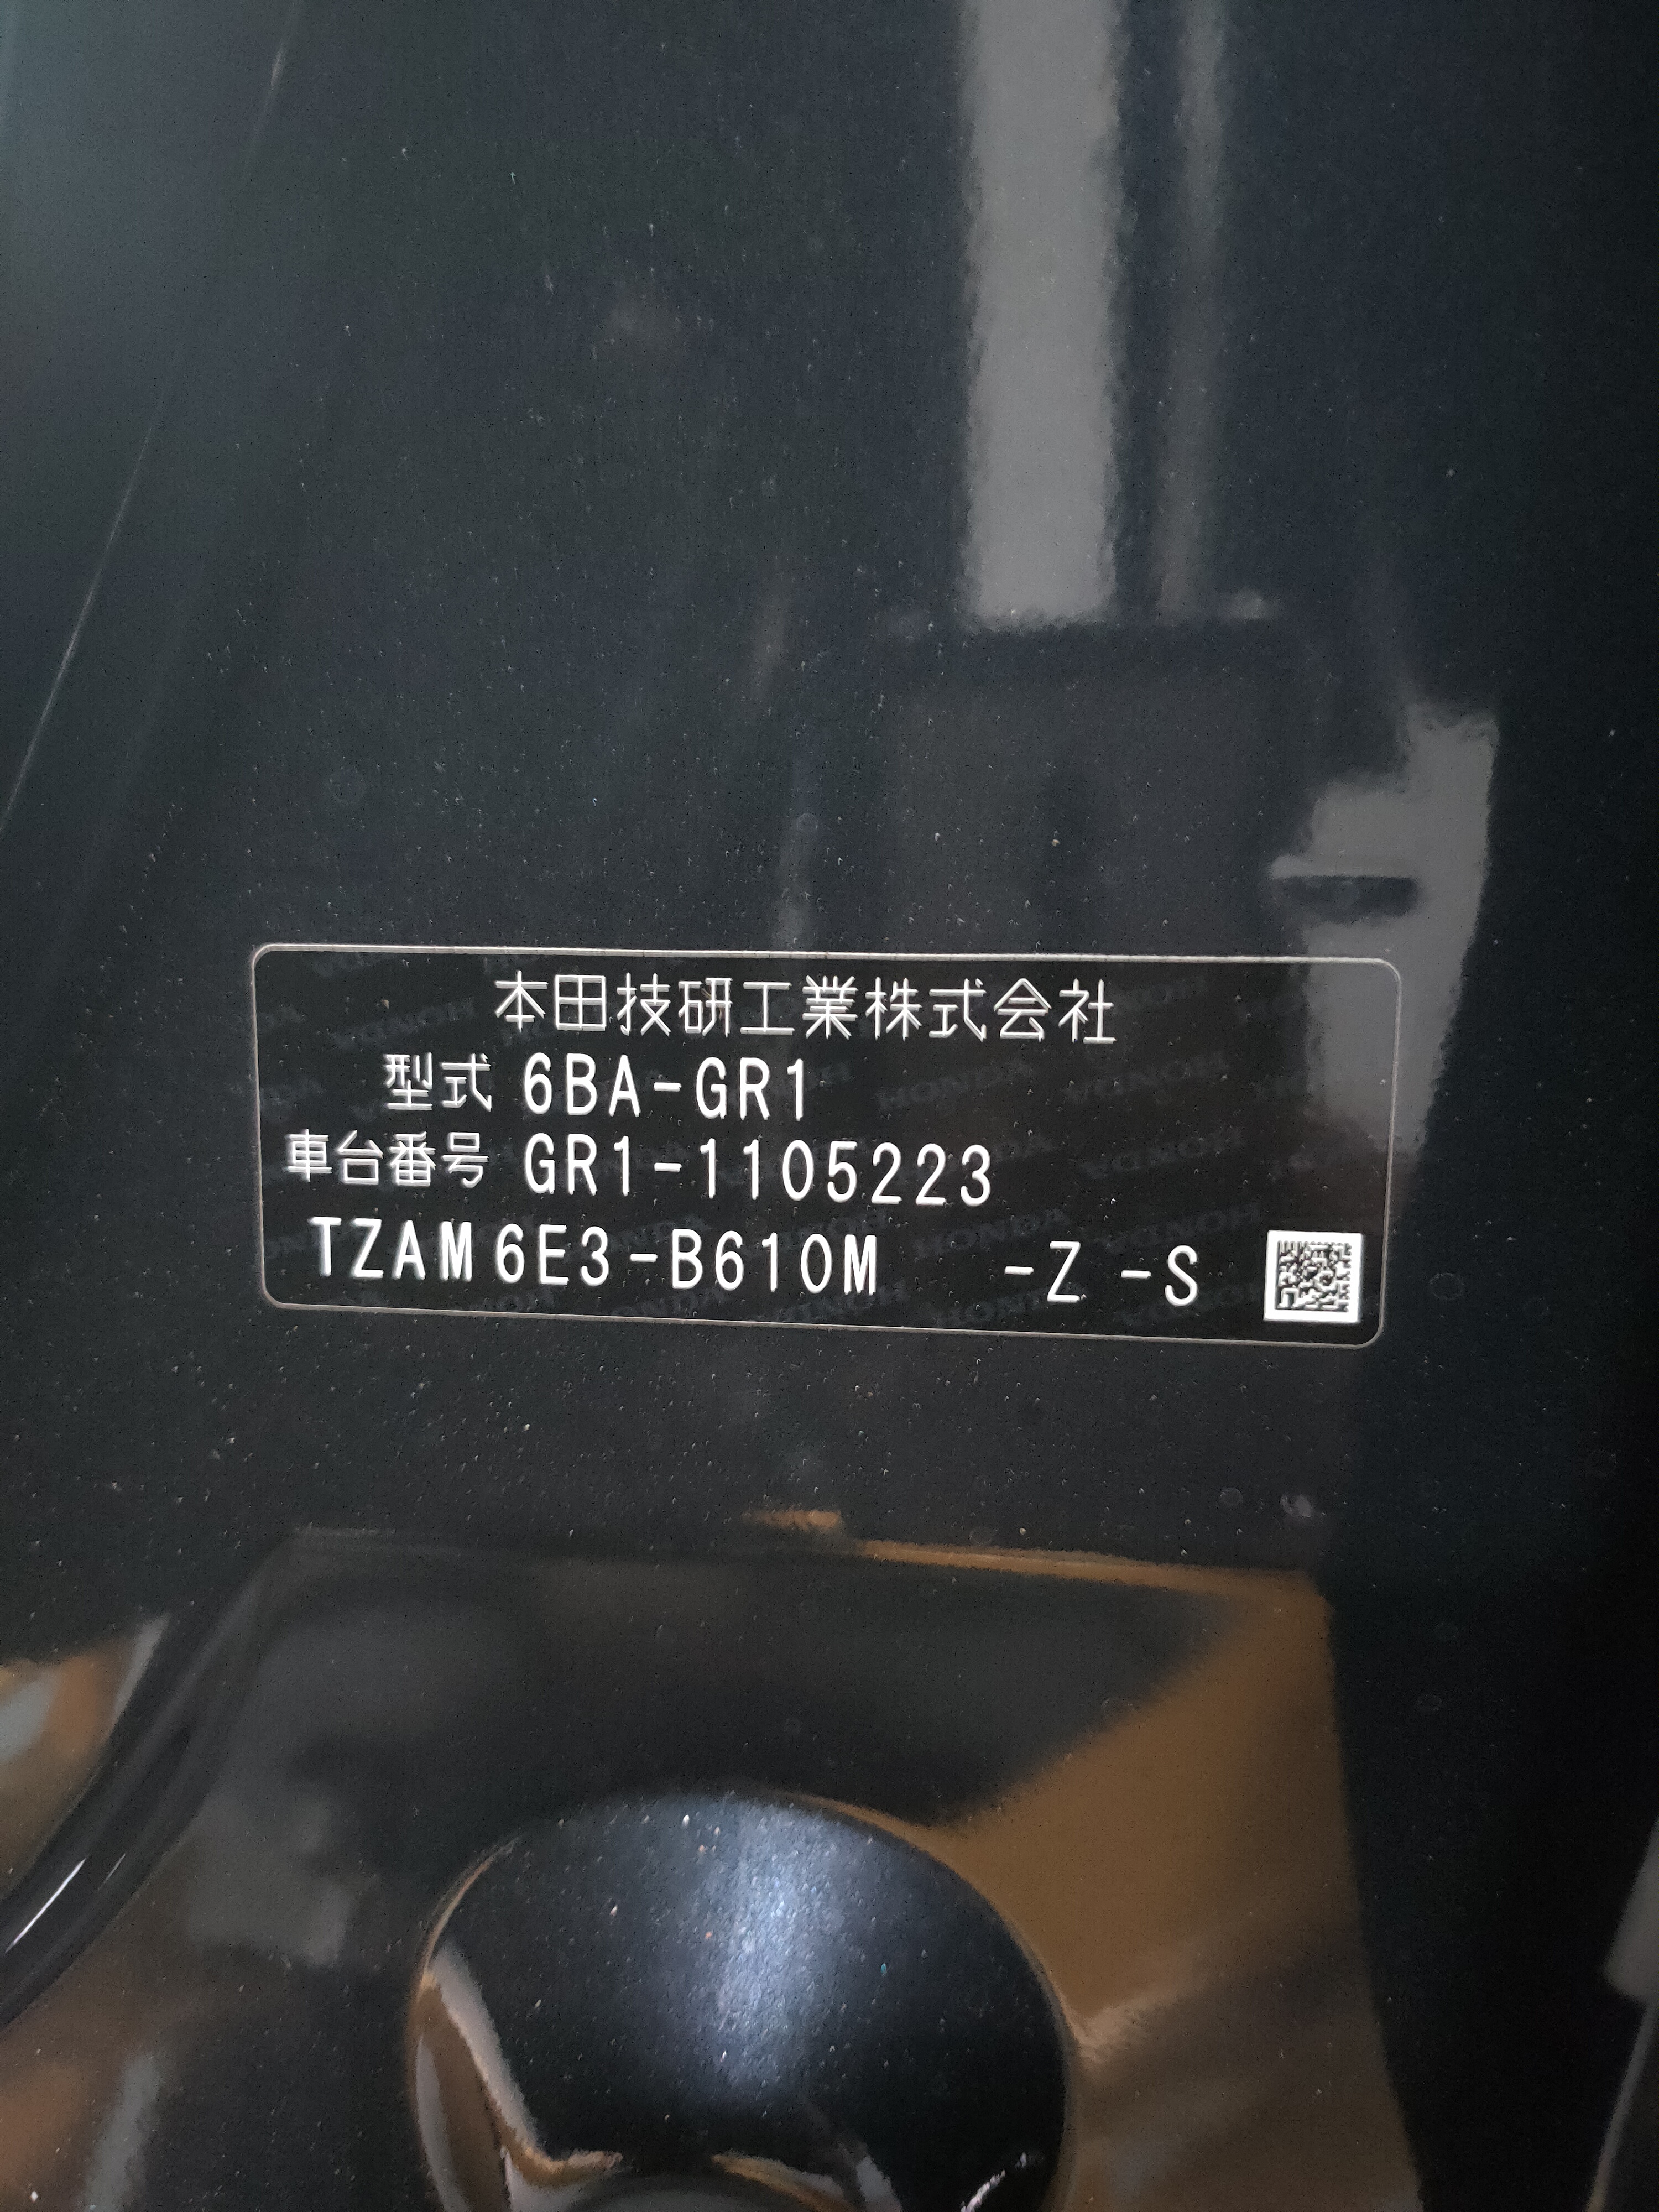 本田技研工業株式会社
型式 6BA-GR1
車台番号 GR1-1105223
TZAM6E3-B610M -Z -S